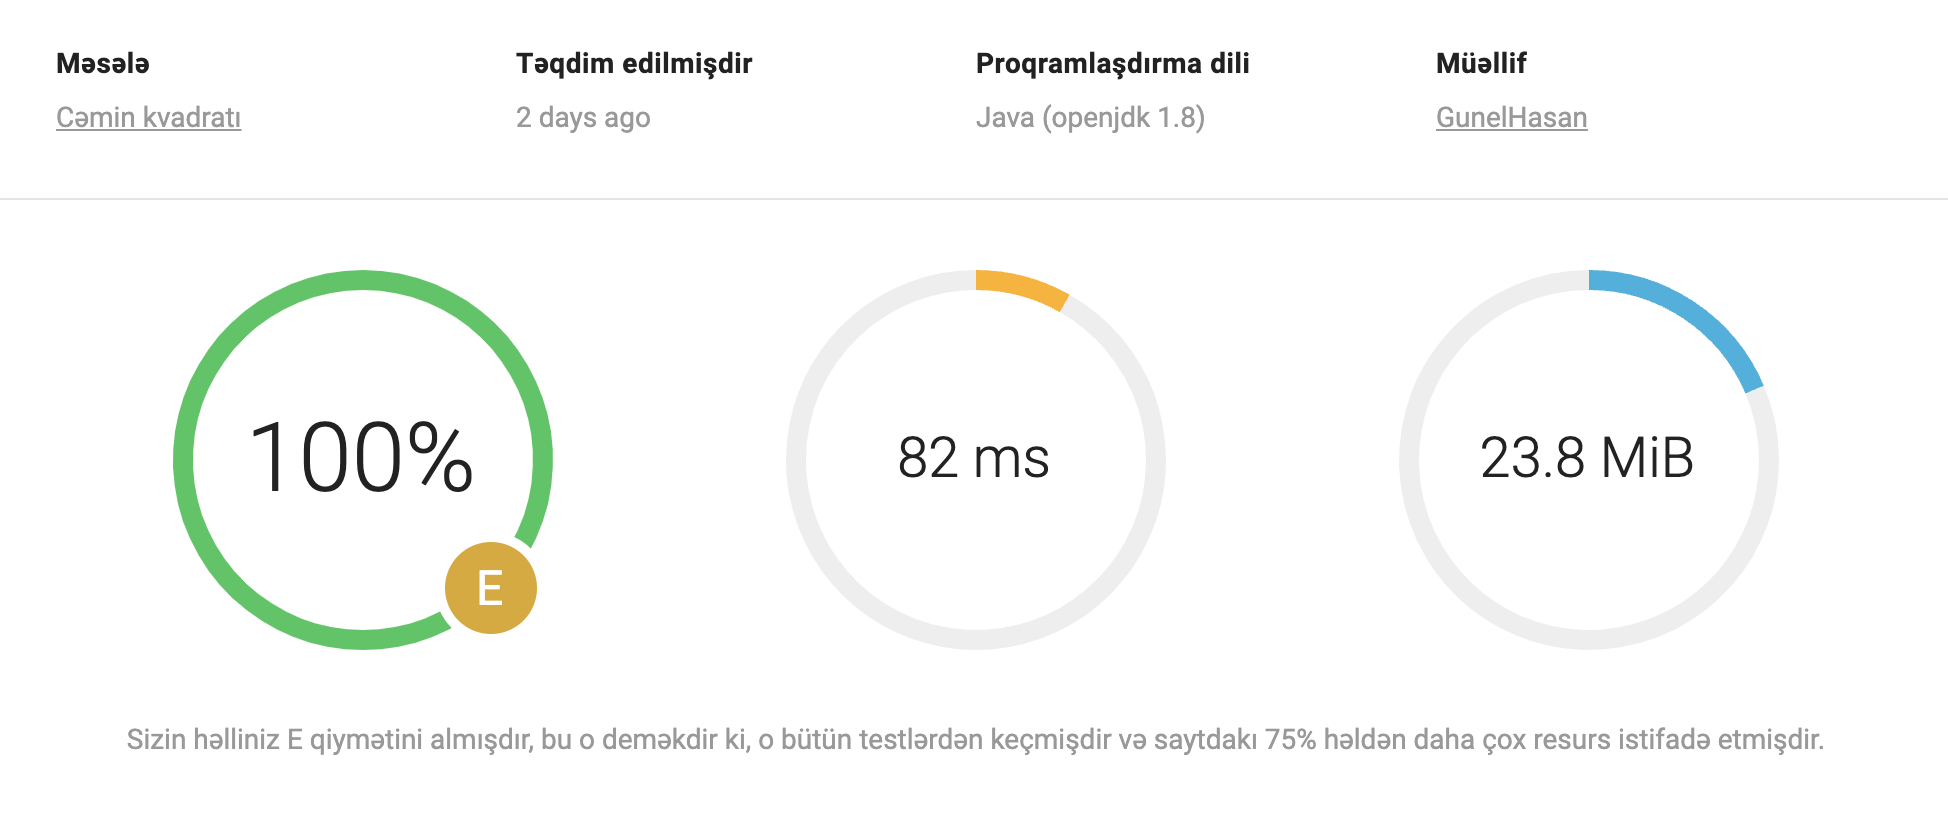 Məsələ
Təqdim edilmişdir
Proqramlaşdırma dili
Müəllif
Cəmin kvadratı
2 days ago
Java (openjdk 1.8)
GunelHasan
100%
E
82 ms
23.8 MiB
Sizin həlliniz E qiymətini almışdır, bu o deməkdir ki, o bütün testlərdən keçmişdir və saytdakı 75% həldən daha çox resurs istifadə etmişdir.